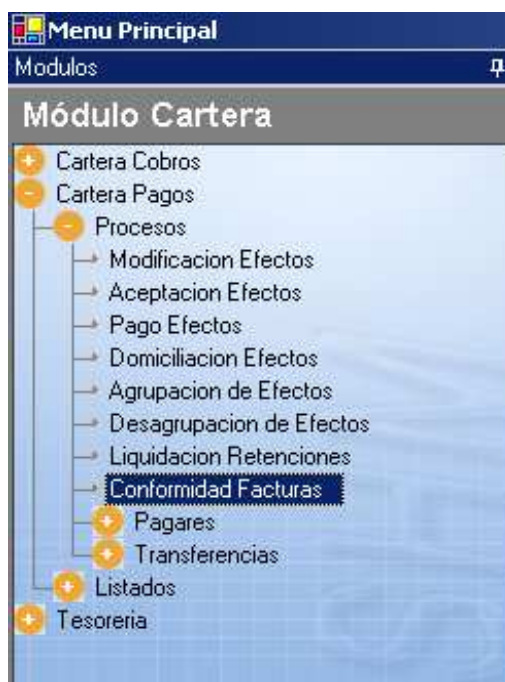 Menu Principal
Modulos
Módulo Cartera
Cartera Cobros
Cartera Pagos
Procesos
Modificacion Efectos
Aceptacion Efectos
Pago Efectos
Domiciliacion Efectos
Agrupacion de Efectos
Desagrupacion de Efectos
Liquidacion Retenciones
Conformidad Facturas
Pagares
Transferencias
Listados
Tesoreria